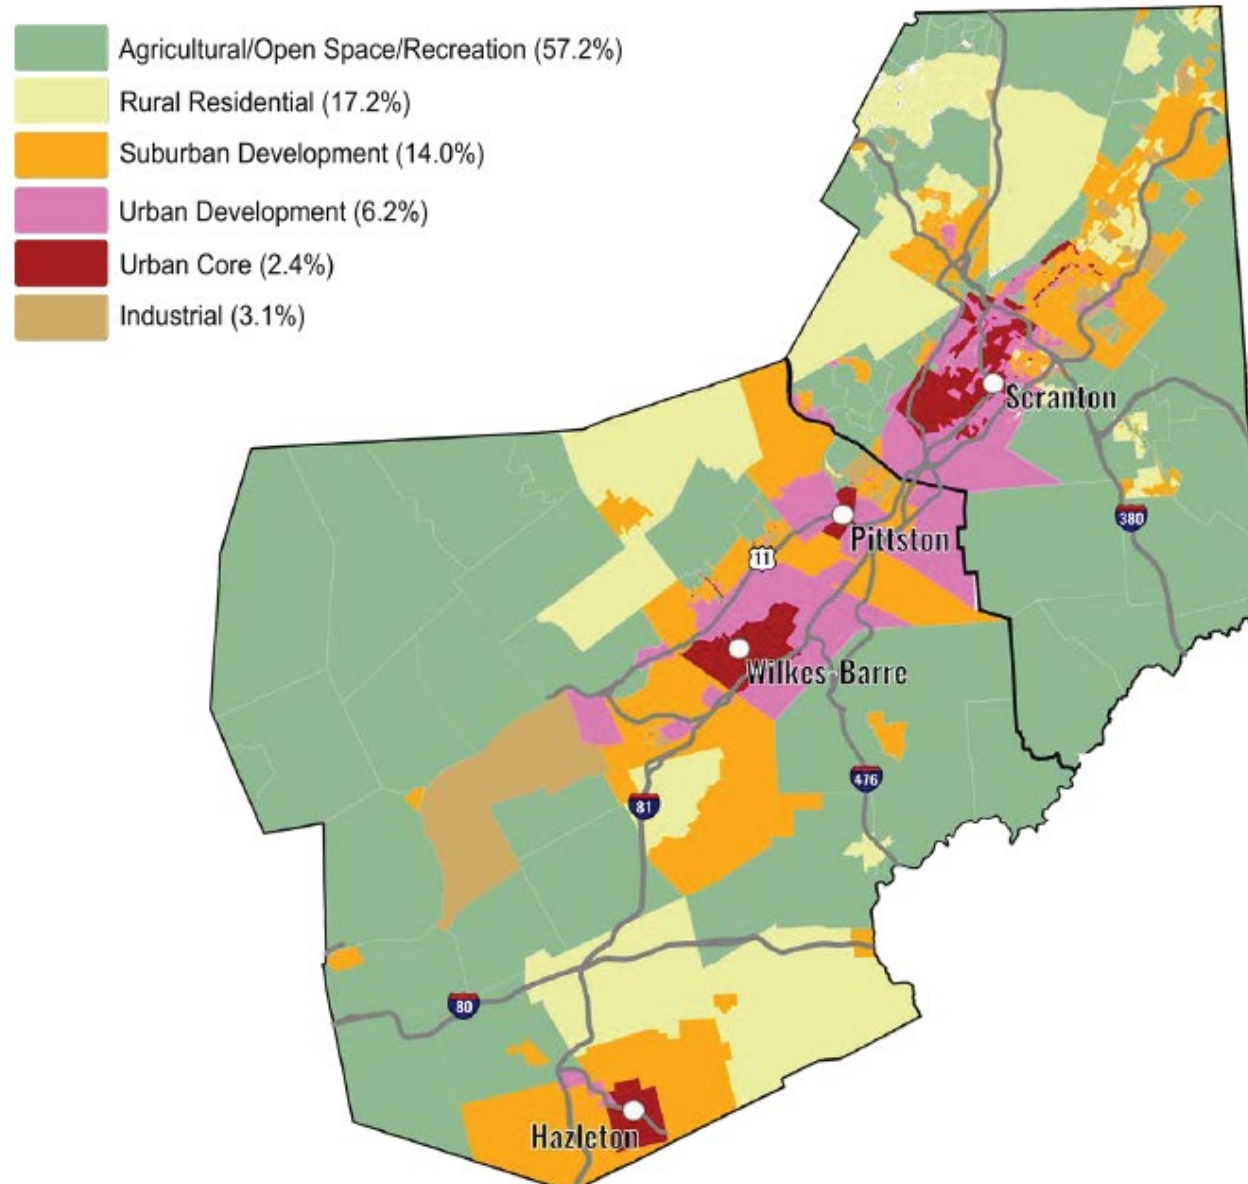 Agricultural/Open Space/Recreation (57.2%)
Rural Residential (17.2%)
Suburban Development (14.0%)
Urban Development (6.2%)
Urban Core (2.4%)
Industrial (3.1%)
Scranton
380
Pittston
11
Wilkes-Barre
476
81
80
Hazleton